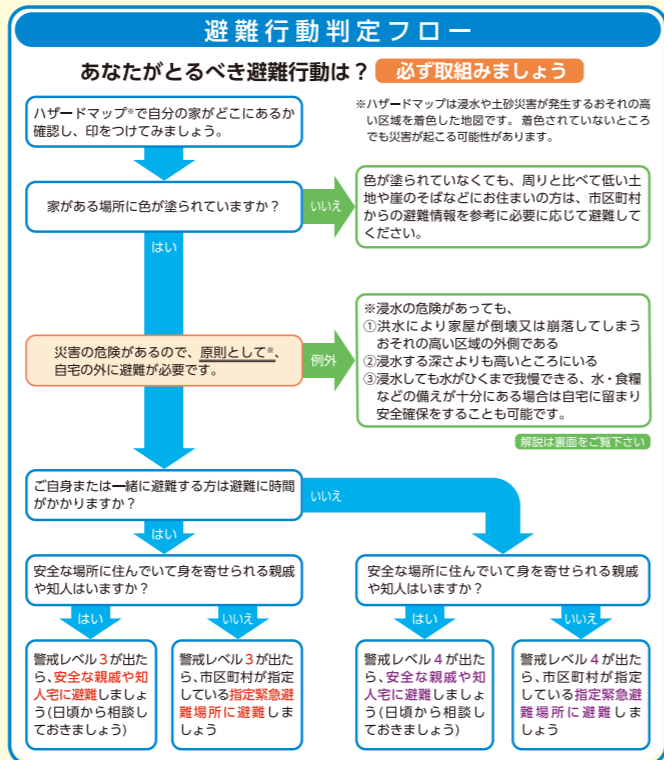 避難行動判定フロー
あなたがとるべき避難行動は？ 必ず取組みましょう
ハザードマップ※で自分の家がどこにあるか
確認し、印をつけてみましょう。
※ハザードマップは浸水や土砂災害が発生するおそれの高
い区域を着色した地図です。着色されていないところ
でも災害が起こる可能性があります。
家がある場所に色が塗られていますか？
いいえ
色が塗られていなくても、周りと比べて低い土
地や崖のそばなどにお住まいの方は、市区町村
からの避難情報を参考に必要に応じて避難して
ください。
はい
災害の危険があるので、原則として※、
自宅の外に避難が必要です。
例外
※浸水の危険があっても、
①洪水により家屋が倒壊又は崩落してしまう
おそれの高い区域の外側である
②浸水する深さよりも高いところにいる
③浸水しても水がひくまで我慢できる、水・食糧
などの備えが十分にある場合は自宅に留まり
安全確保をすることも可能です。
解説は裏面をご覧下さい
ご自身または一緒に避難する方は避難に時間
がかかりますか？
いいえ
はい
安全な場所に住んでいて身を寄せられる親戚
や知人はいますか？
はい
いいえ
警戒レベル3が出た
ら、安全な親戚や知
人宅に避難しましょ
う(日頃から相談し
ておきましょう)
警戒レベル3が出た
ら、市区町村が指定
している指定緊急避
難場所に避難しま
しょう
安全な場所に住んでいて身を寄せられる親戚
や知人はいますか？
はい
いいえ
警戒レベル4が出た
ら、安全な親戚や知
人宅に避難しましょ
う(日頃から相談し
ておきましょう)
警戒レベル4が出た
ら、市区町村が指定
している指定緊急避
難場所に避難しま
しょう